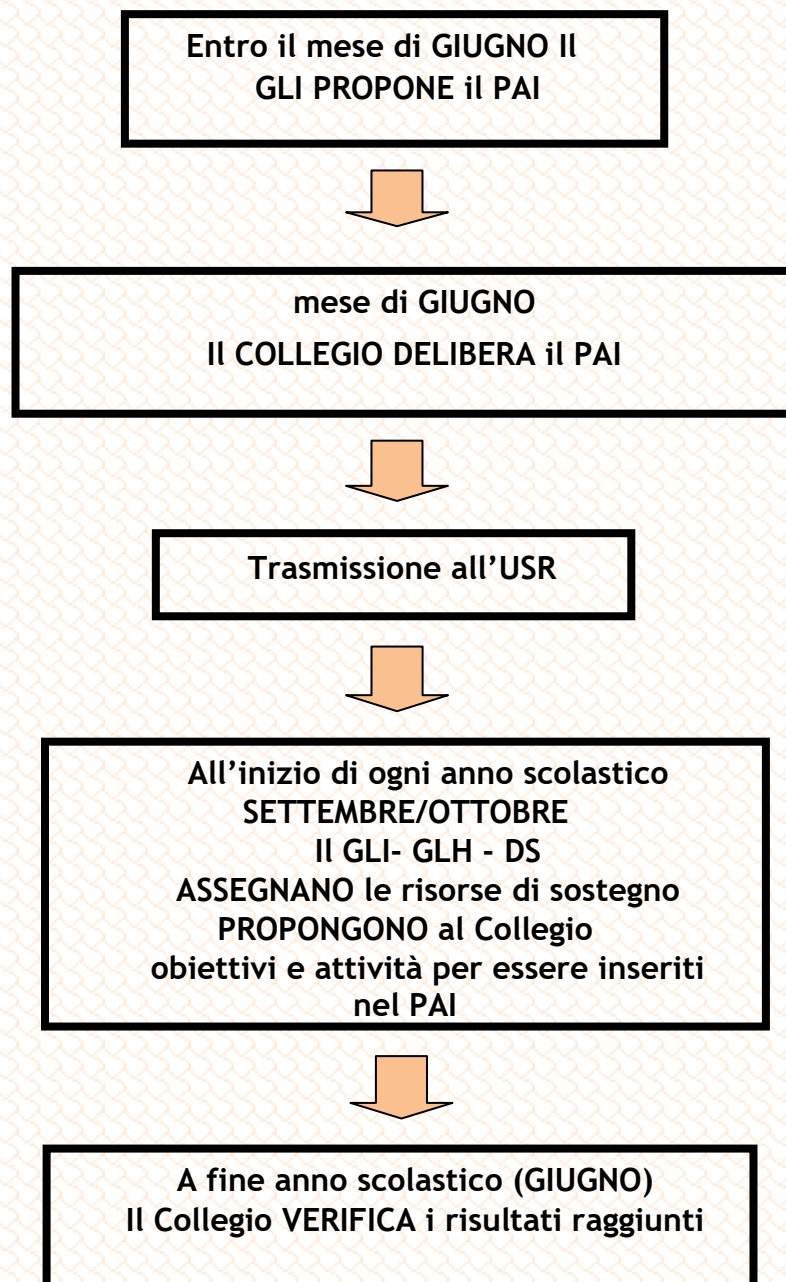 Entro il mese di GIUGNO Il
GLI PROPONE il PAI
mese di GIUGNO
Il COLLEGIO DELIBERA il PAI
Trasmissione all’USR
All’inizio di ogni anno scolastico
SETTEMBRE/OTTOBRE
Il GLI- GLH - DS
ASSEGNANO le risorse di sostegno
PROPONGONO al Collegio
obiettivi e attività per essere inseriti
nel PAI
A fine anno scolastico (GIUGNO)
Il Collegio VERIFICA i risultati raggiunti